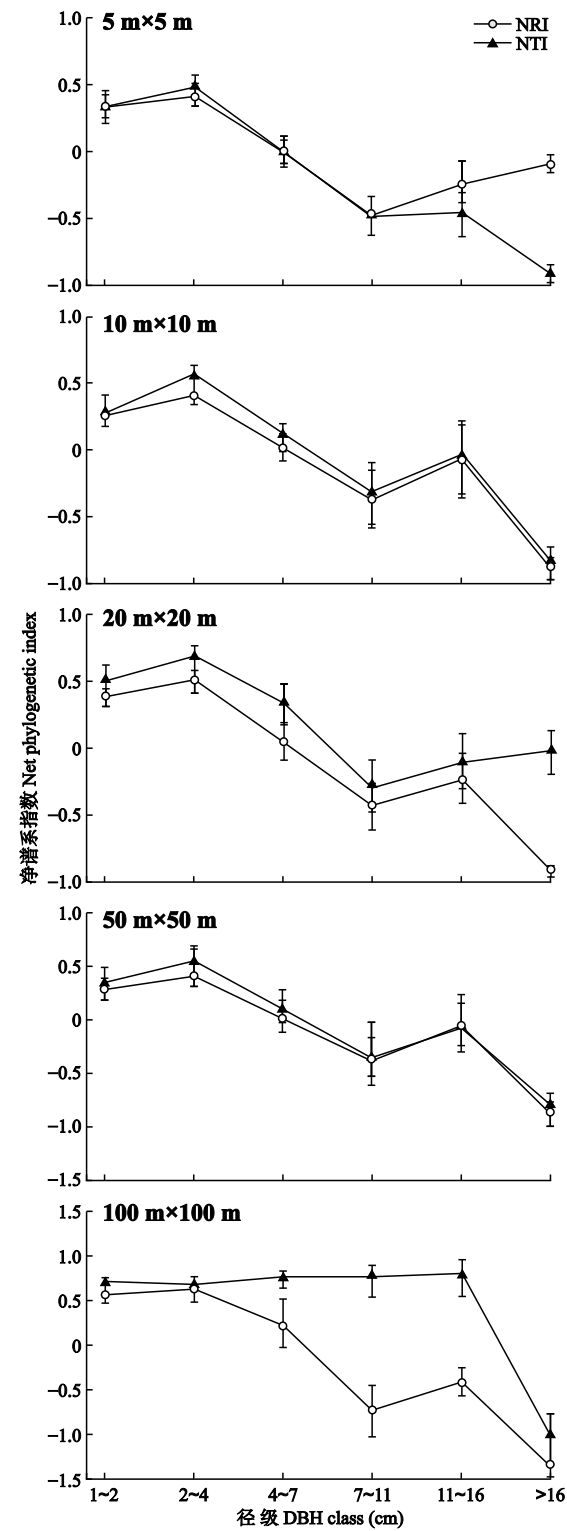 5 m×5 m
NRI
NTI
1.0
0.5
0
−0.5
−1.0
10 m×10 m
1.0
0.5
0
−0.5
−1.0
20 m×20 m
1.0
0.5
0
−0.5
−1.0
净谱系指数 Net phylogenetic index
50 m×50 m
1.0
0.5
0
−0.5
−1.0
−1.5
100 m×100 m
1.5
1.0
0.5
0
−0.5
−1.0
−1.5
1~2 2~4 4~7 7~11 11~16 >16
径 级 DBH class (cm)